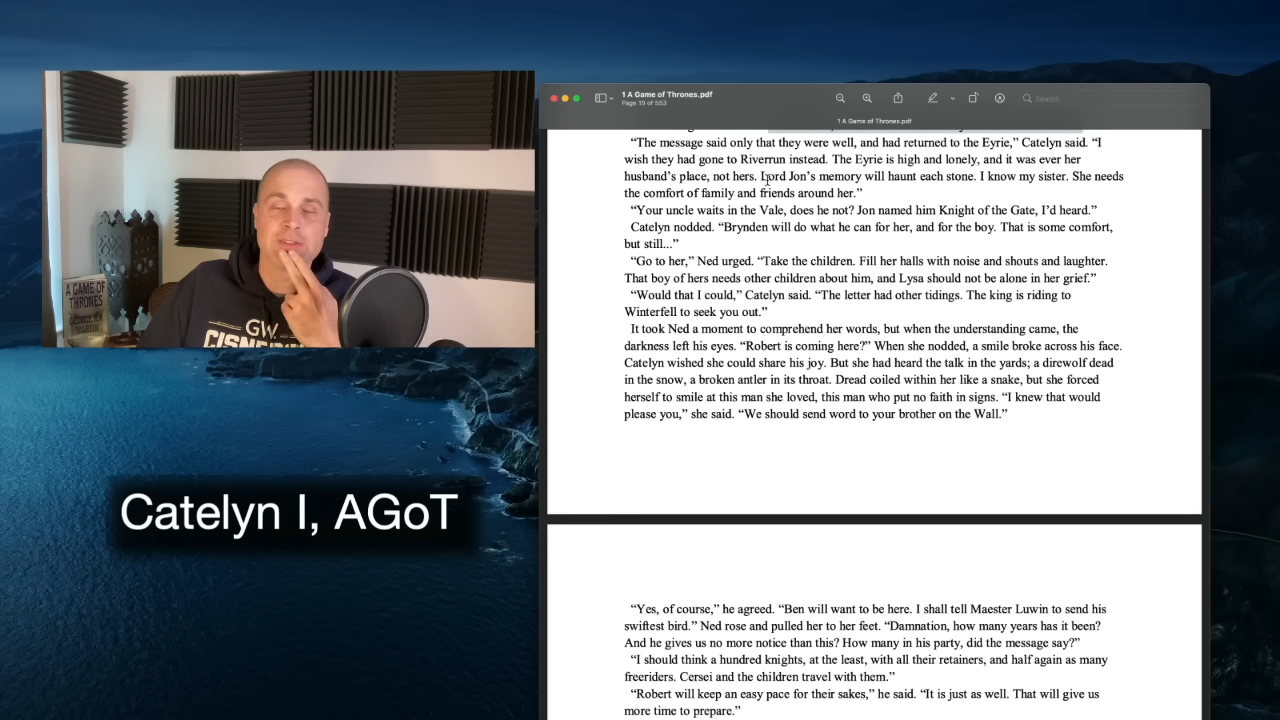 1 A Game of Thrones.pdf
Page 19 of 553
Search
1 A Game of Thrones.pdf
“The message said only that they were well, and had returned to the Eyrie,” Catelyn said. “I
wish they had gone to Riverrun instead. The Eyrie is high and lonely, and it was ever her
husband’s place, not hers. Lord Jon’s memory will haunt each stone. I know my sister. She needs
the comfort of family and friends around her.”
“Your uncle waits in the Vale, does he not? Jon named him Knight of the Gate, I’d heard.”
Catelyn nodded. “Brynden will do what he can for her, and for the boy. That is some comfort,
but still...”
“Go to her,” Ned urged. “Take the children. Fill her halls with noise and shouts and laughter.
That boy of hers needs other children about him, and Lysa should not be alone in her grief.”
“Would that I could,” Catelyn said. “The letter had other tidings. The king is riding to
Winterfell to seek you out.”
It took Ned a moment to comprehend her words, but when the understanding came, the
darkness left his eyes. “Robert is coming here?” When she nodded, a smile broke across his face.
Catelyn wished she could share his joy. But she had heard the talk in the yards; a direwolf dead
in the snow, a broken antler in its throat. Dread coiled within her like a snake, but she forced
herself to smile at this man she loved, this man who put no faith in signs. “I knew that would
please you,” she said. “We should send word to your brother on the Wall.”
“Yes, of course,” he agreed. “Ben will want to be here. I shall tell Maester Luwin to send his
swiftest bird.” Ned rose and pulled her to her feet. “Damnation, how many years has it been?
And he gives us no more notice than this? How many in his party, did the message say?”
“I should think a hundred knights, at the least, with all their retainers, and half again as many
freeriders. Cersei and the children travel with them.”
“Robert will keep an easy pace for their sakes,” he said. “It is just as well. That will give us
more time to prepare.”
A GAME OF
THRONES
GEORGE R.R.
MARTIN
GW
Catelyn I, AGoT